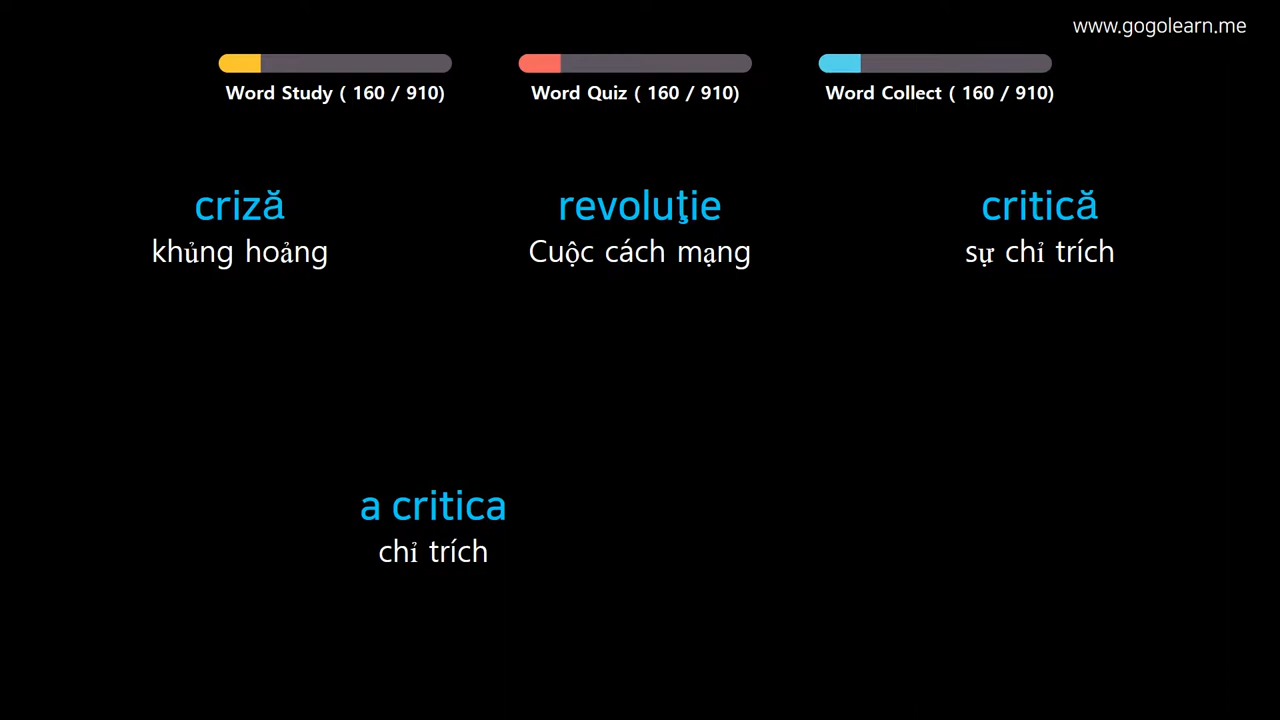 www.gogolearn.me
Word Study ( 160 / 910)
Word Quiz ( 160 / 910)
Word Collect ( 160 / 910)
criză
khủng hoảng
revoluţie
Cuộc cách mạng
critică
sự chỉ trích
a critica
chỉ trích